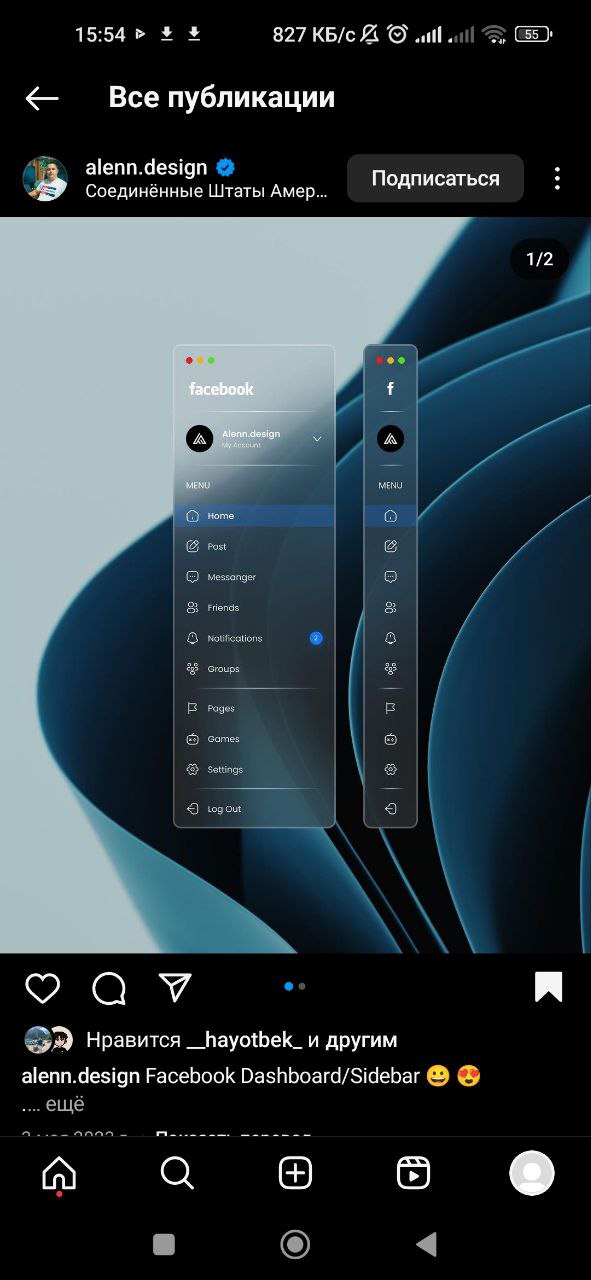 15:54 827 КБ/с 55
Все публикации
alenn.design
Соединённые Штаты Амер...
Подписаться
1/2
facebook
f
Alenn.design
My Account
MENU
MENU
Home
Post
Messanger
Friends
Notifications 2
Groups
Pages
Games
Settings
Log Out
Нравится __hayotbek_ и другим
alenn.design Facebook Dashboard/Sidebar 😀 😍
.... ещё
Показать перевод